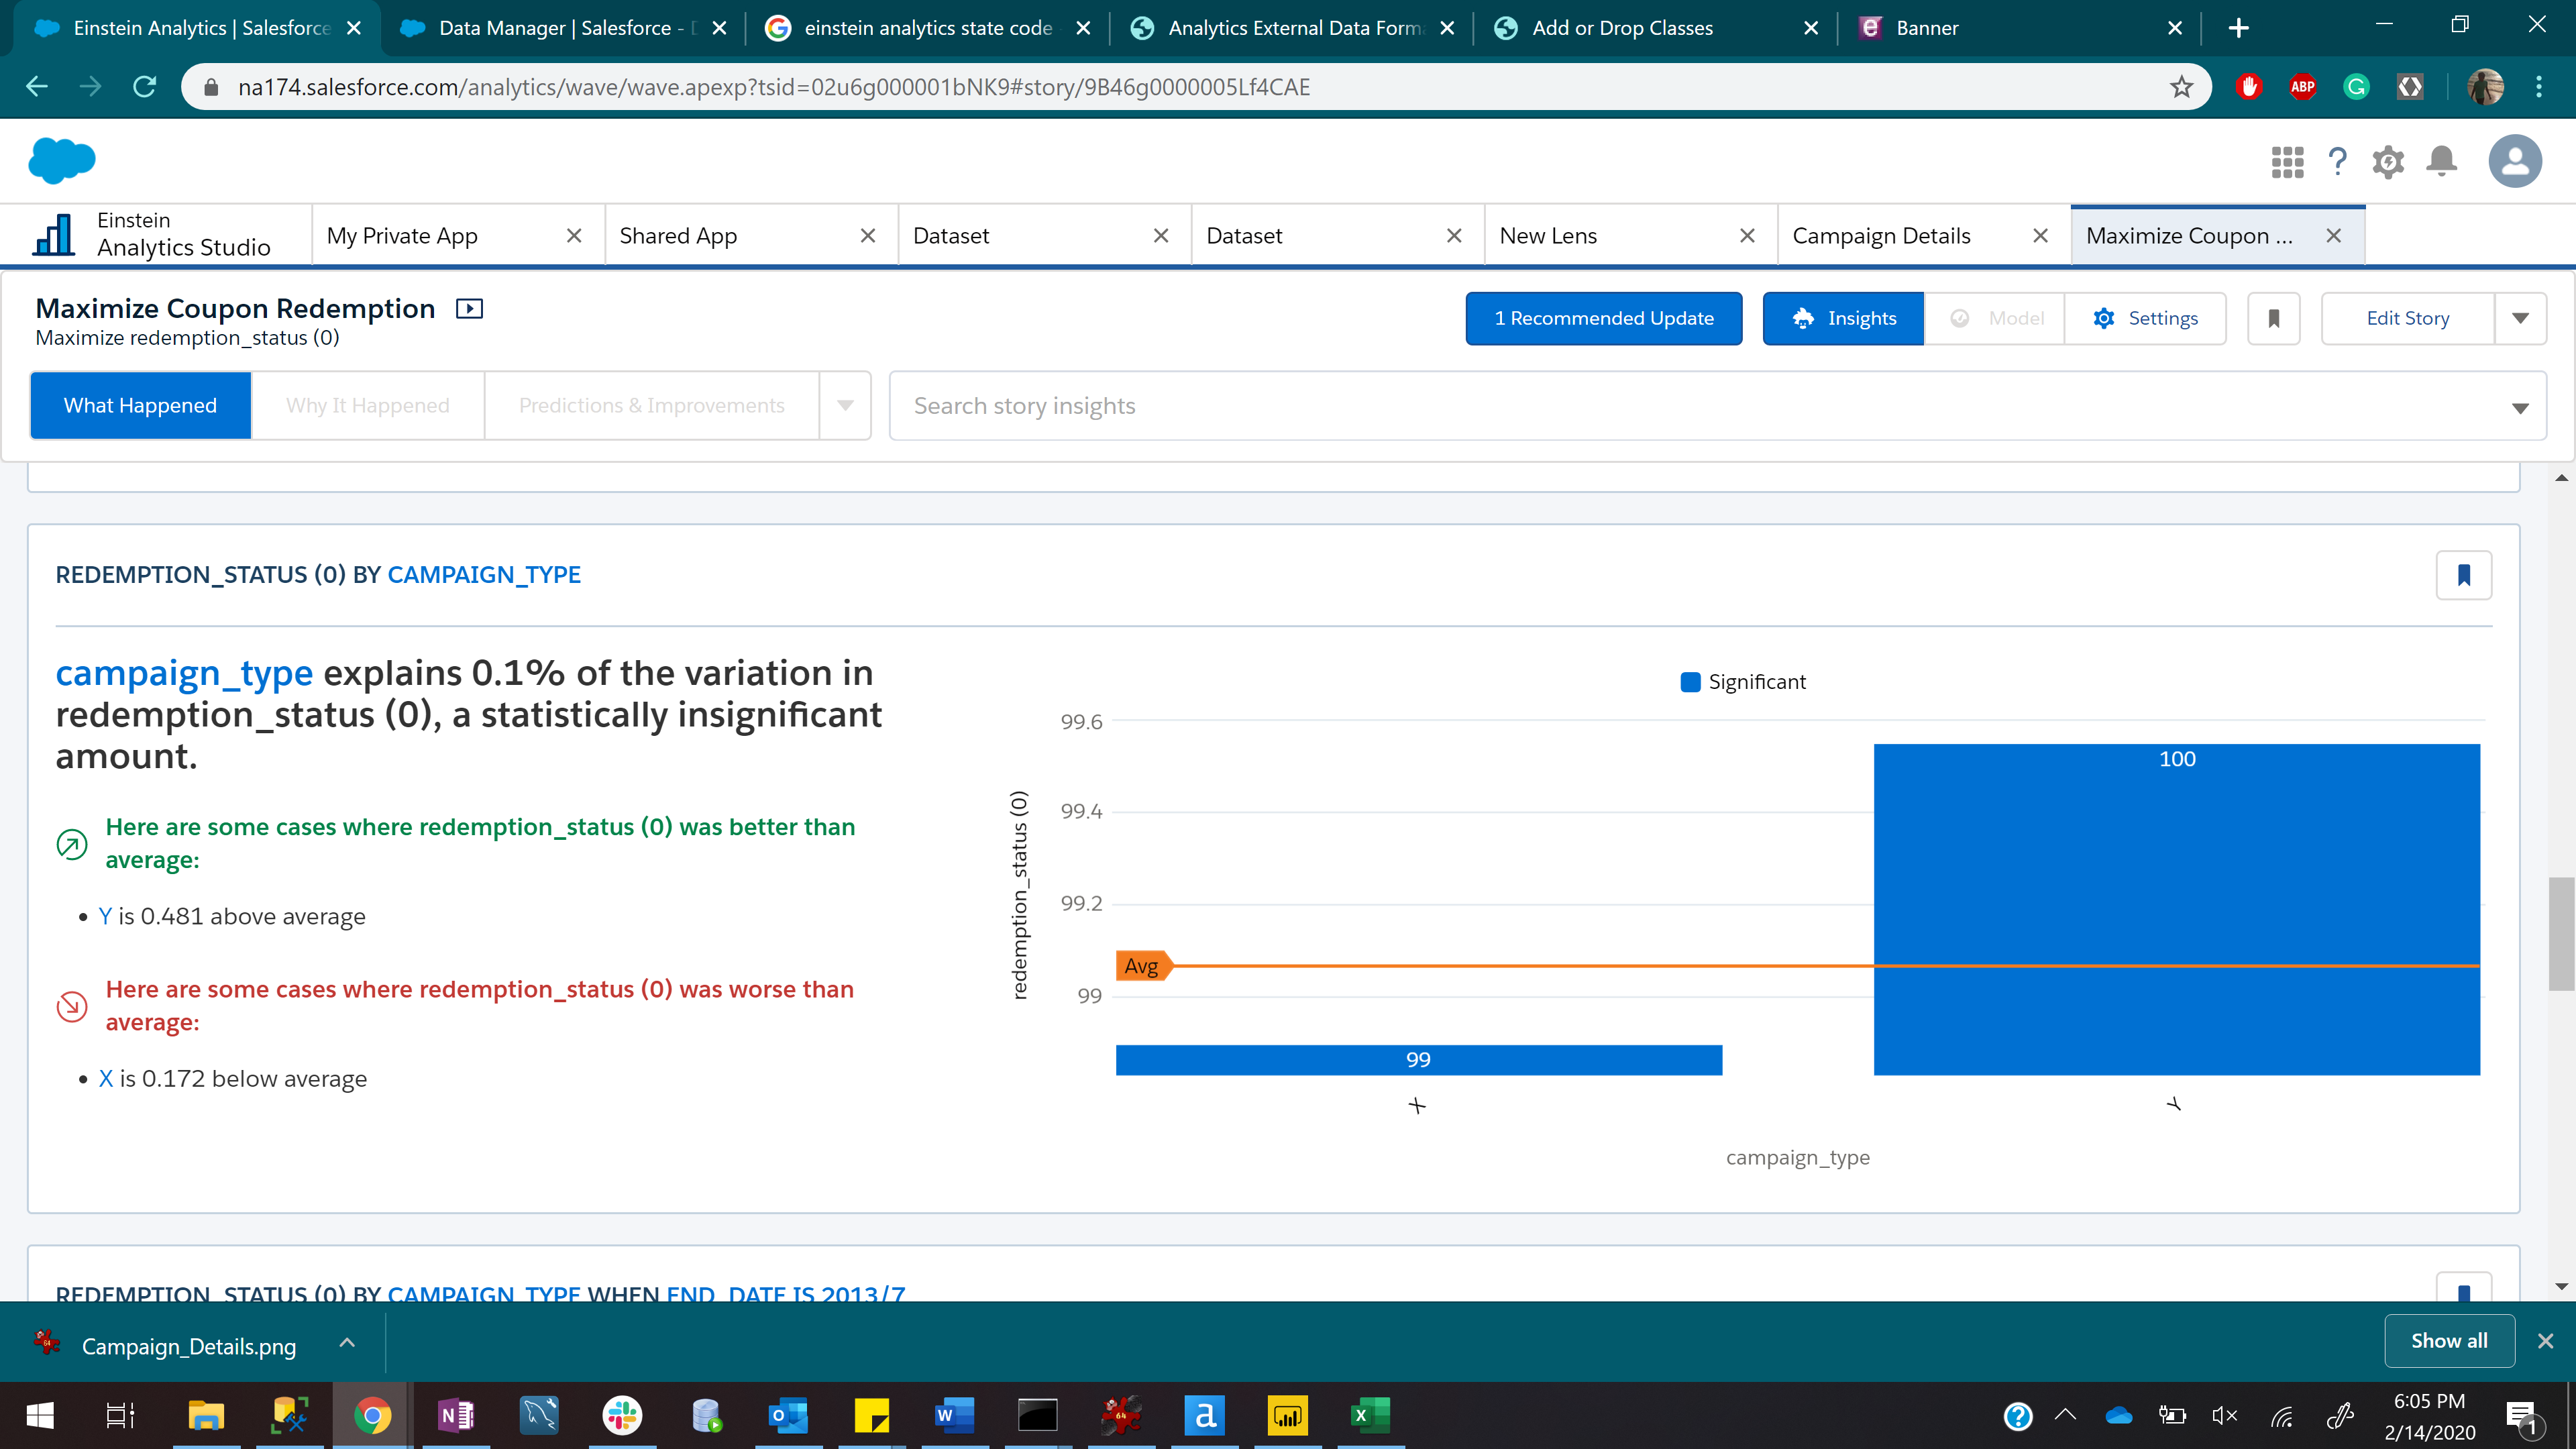 Einstein Analytics | Salesforce
Data Manager | Salesforce -
einstein analytics state code
Analytics External Data Forma
Add or Drop Classes
Banner
na174.salesforce.com/analytics/wave/wave.apexp?tsid=02u6g000001bNK9#story/9B46g0000005Lf4CAE
ABP
Einstein
Analytics Studio
My Private App
Shared App
Dataset
Dataset
New Lens
Campaign Details
Maximize Coupon ...
Maximize Coupon Redemption
Maximize redemption_status (0)
1 Recommended Update
Insights
Model
Settings
Edit Story
What Happened
Why It Happened
Predictions & Improvements
Search story insights
REDEMPTION_STATUS (0) BY CAMPAIGN_TYPE
campaign_type explains 0.1% of the variation in
redemption_status (0), a statistically insignificant
amount.
Here are some cases where redemption_status (0) was better than
average:
• Y is 0.481 above average
Here are some cases where redemption_status (0) was worse than
average:
• X is 0.172 below average
Significant
99.6
99.4
99.2
99
redemption_status (0)
Avg
100
99
X
Y
campaign_type
REDEMPTION_STATUS (0) BY CAMPAIGN_TYPE WHEN END_DATE IS 2013/7
Campaign_Details.png
Show all
6:05 PM
2/14/2020
1